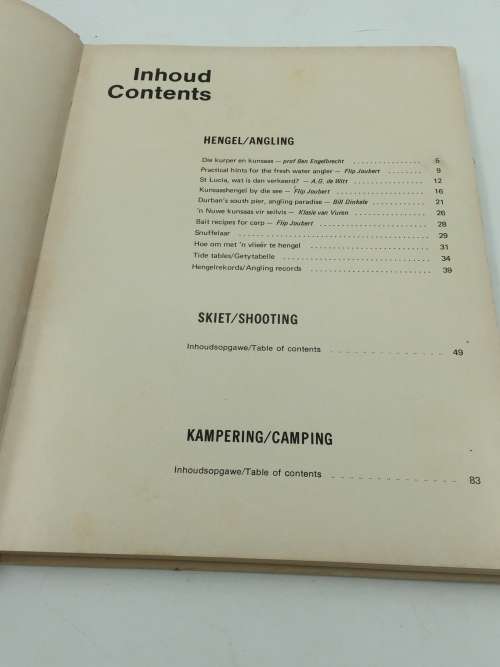 Inhoud
Contents
HENGEL/ANGLING
Die kurper en kunsaas — prof Ben Engelbrecht .................. 5
Practical hints for the fresh water angler — Flip Joubert ......... 9
St Lucia, wat is dan verkeerd? — A.G. de Witt .................. 12
Kunsaashengel by die see — Flip Joubert ...................... 16
Durban's south pier, angling paradise — Bill Dinkele ............. 21
'n Nuwe kunsaas vir seilvis — Klasie van Vuren ................. 26
Bait recipes for carp — Flip Joubert .......................... 28
Snuffelaar .............................................. 29
Hoe om met 'n vlieër te hengel ............................. 31
Tide tables/Getytabelle ................................... 34
Hengelrekords/Angling records ............................. 39
SKIET/SHOOTING
Inhoudsopgawe/Table of contents .............. 49
KAMPERING/CAMPING
Inhoudsopgawe/Table of contents .............. 83